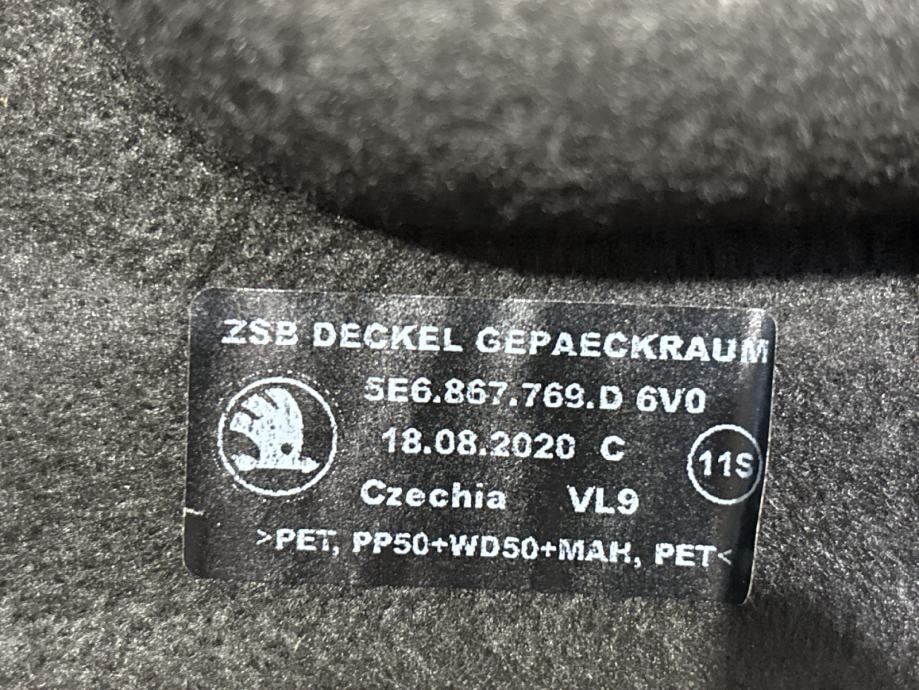 ZSB DECKEL GEPAECKRAUM
5E6.867.769.D 6V0
18.08.2020 C
11S
Czechia VL9
>PET, PP50+WD50+MAH, PET<